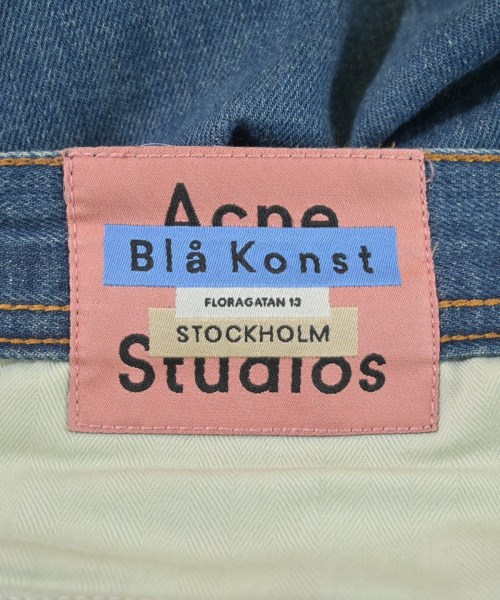 Acne
Blå Konst
FLORAGATAN 13
STOCKHOLM
Studios